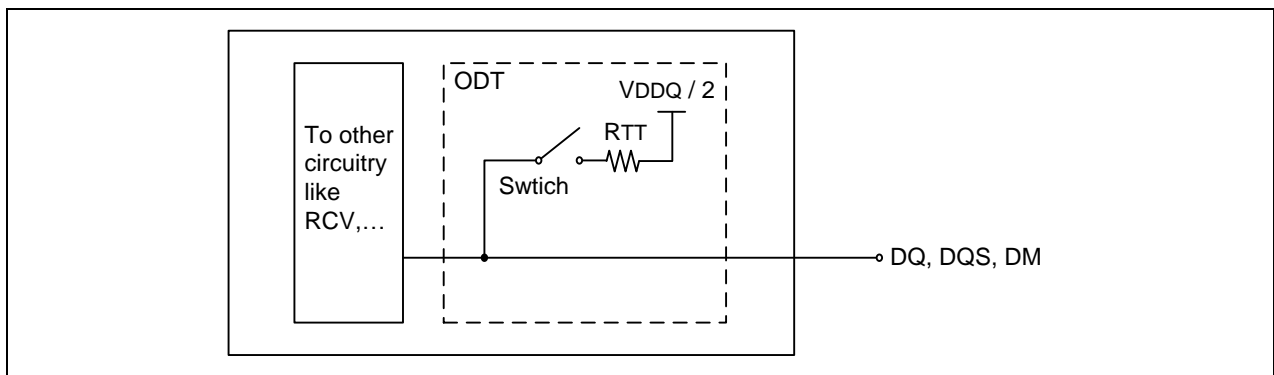 ODT
VDDQ / 2
To other
circuitry
like
RCV,…
RTT
Swtich
DQ, DQS, DM